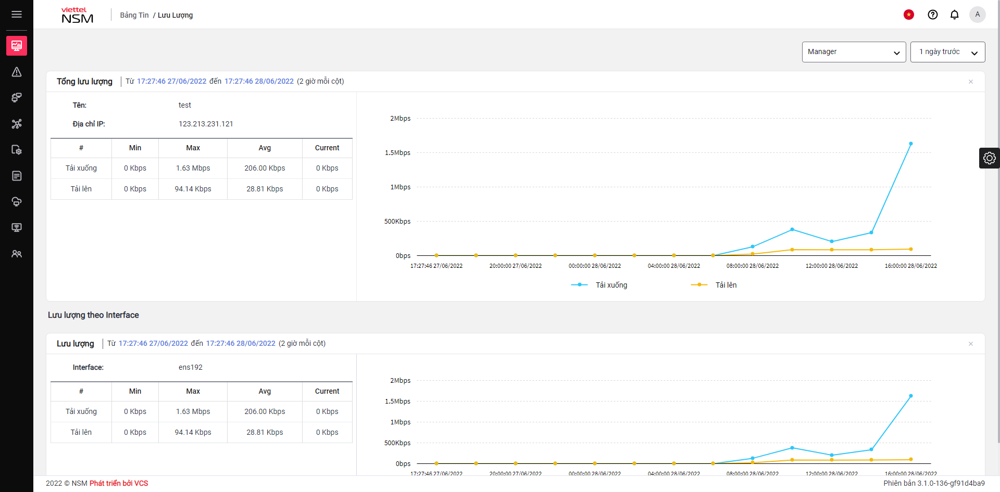 viettel
NSM
Bảng Tin / Lưu Lượng
A
Manager
1 ngày trước
Tổng lưu lượng Từ 17:27:46 27/06/2022 đến 17:27:46 28/06/2022 (2 giờ mỗi cột)
Tên: test
Địa chỉ IP: 123.213.231.121
# Min Max Avg Current
Tải xuống 0 Kbps 1.63 Mbps 206.00 Kbps 0 Kbps
Tải lên 0 Kbps 94.14 Kbps 28.81 Kbps 0 Kbps
2Mbps
1.5Mbps
1Mbps
500Kbps
0bps
17:27:46 27/06/2022 20:00:00 27/06/2022 00:00:00 28/06/2022 04:00:00 28/06/2022 08:00:00 28/06/2022 12:00:00 28/06/2022 16:00:00 28/06/2022
Tải xuống Tải lên
Lưu lượng theo Interface
Lưu lượng Từ 17:27:46 27/06/2022 đến 17:27:46 28/06/2022 (2 giờ mỗi cột)
Interface: ens192
# Min Max Avg Current
Tải xuống 0 Kbps 1.63 Mbps 206.00 Kbps 0 Kbps
Tải lên 0 Kbps 94.14 Kbps 28.81 Kbps 0 Kbps
2Mbps
1.5Mbps
1Mbps
500Kbps
0bps
17:27:46 27/06/2022 20:00:00 27/06/2022 00:00:00 28/06/2022 04:00:00 28/06/2022 08:00:00 28/06/2022 12:00:00 28/06/2022 16:00:00 28/06/2022
2022 © NSM Phát triển bởi VCS
Phiên bản 3.1.0-136-gf91d4ba9